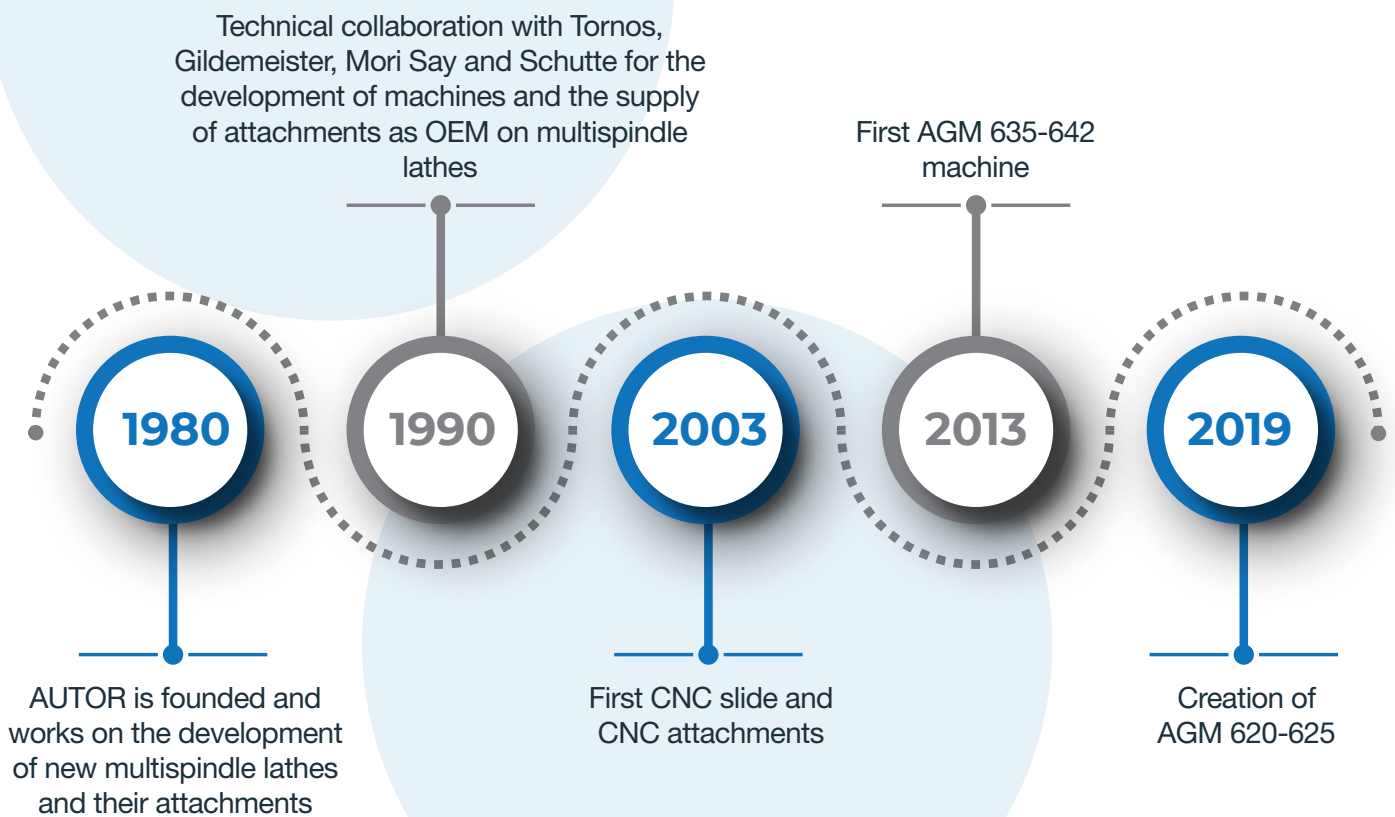 Technical collaboration with Tornos,
Gildemeister, Mori Say and Schutte for the
development of machines and the supply
of attachments as OEM on multispindle
lathes
First AGM 635-642
machine
1980
1990
2003
2013
2019
AUTOR is founded and
works on the development
of new multispindle lathes
and their attachments
First CNC slide and
CNC attachments
Creation of
AGM 620-625